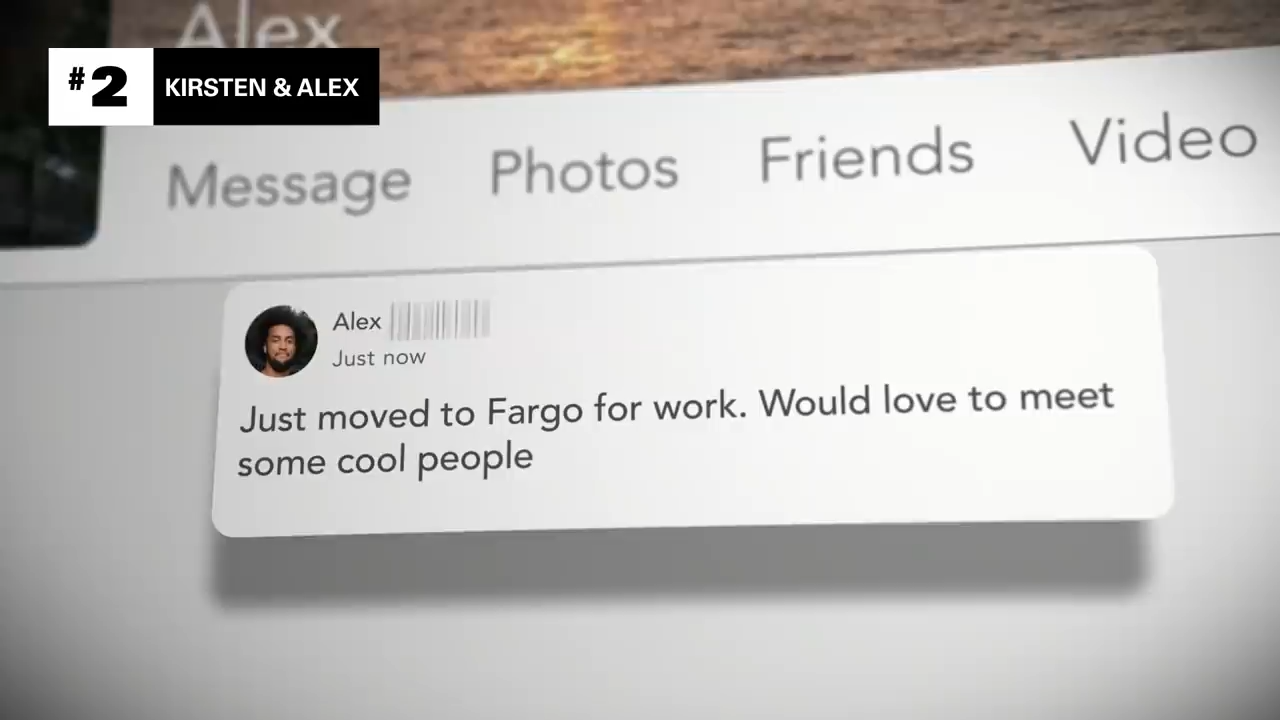 Alex
#2 KIRSTEN & ALEX
Message Photos Friends Video
Alex
Just now
Just moved to Fargo for work. Would love to meet
some cool people